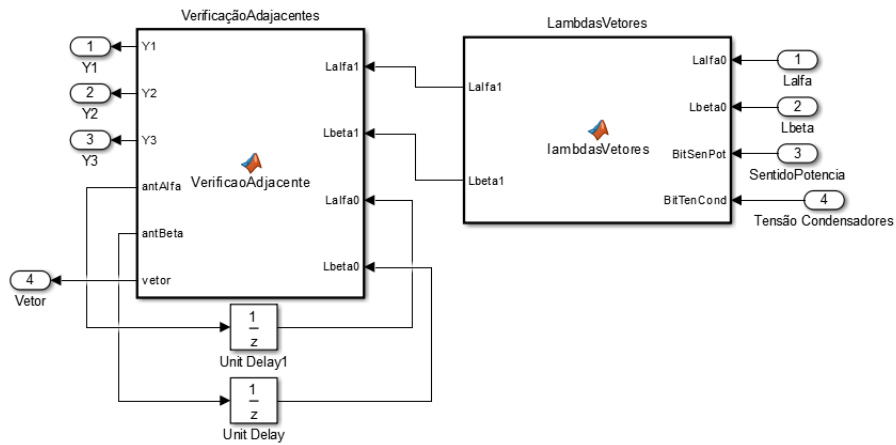 VerificaçãoAdajacentes
LambdasVetores
1
Y1
Y1
2
Y2
Y2
3
Y3
Y3
antAlfa
antBeta
vetor
4
Vetor
VerificaoAdjacente
Lalfa1
Lbeta1
Lalfa0
Lbeta0
Lalfa1
Lbeta1
lambdasVetores
Lalfa0
Lbeta0
BitSenPot
BitTenCond
1
Lalfa
2
Lbeta
3
SentidoPotencia
4
Tensão Condensadores
1
z
Unit Delay1
1
z
Unit Delay